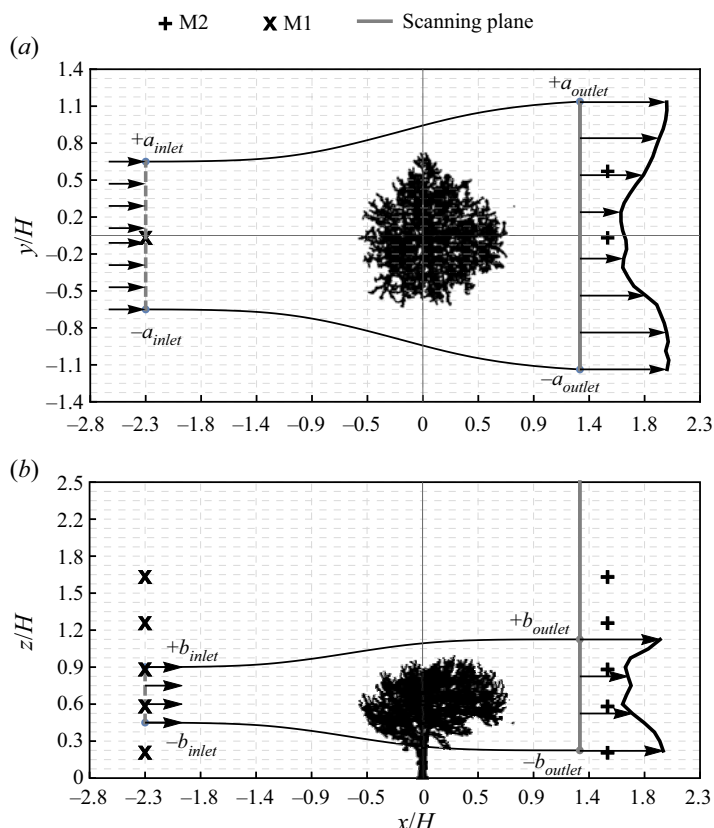 M2 M1 Scanning plane
(a)
1.4
+a_outlet
1.1
+a_inlet
0.8
0.5
0.2
y/H
–0.2
–0.5
–0.8
–a_inlet
–1.1
–a_outlet
–1.4
–2.8 –2.3 –1.8 –1.4 –0.9 –0.5 0 0.5 0.9 1.4 1.8 2.3
(b)
2.5
2.2
1.8
1.5
z/H
1.2
+b_inlet +b_outlet
0.9
0.6
0.3
–b_inlet –b_outlet
0
–2.8 –2.3 –1.8 –1.4 –0.9 –0.5 0 0.5 0.9 1.4 1.8 2.3
x/H